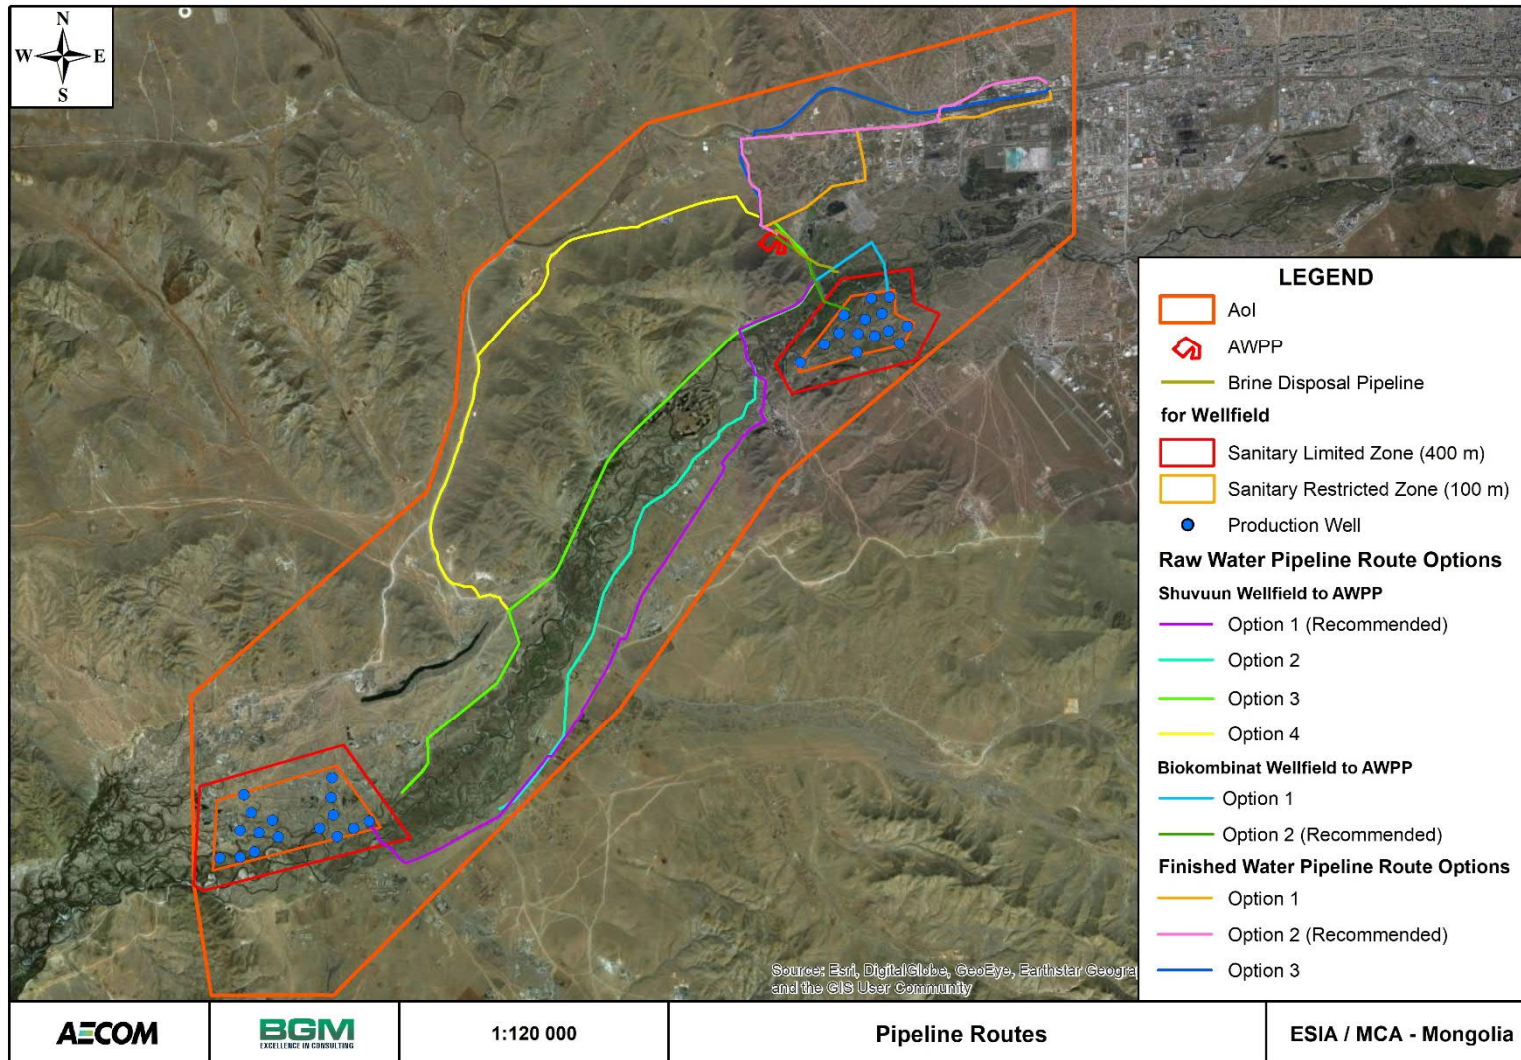 N
W E
S
LEGEND
AoI
AWPP
Brine Disposal Pipeline
for Wellfield
Sanitary Limited Zone (400 m)
Sanitary Restricted Zone (100 m)
Production Well
Raw Water Pipeline Route Options
Shuvuun Wellfield to AWPP
Option 1 (Recommended)
Option 2
Option 3
Option 4
Biokombinat Wellfield to AWPP
Option 1
Option 2 (Recommended)
Finished Water Pipeline Route Options
Option 1
Option 2 (Recommended)
Option 3
Source: Esri, DigitalGlobe, GeoEye, Earthstar Geogra
and the GIS User Community
AECOM
BGM
EXCELLENCE IN CONSULTING
1:120 000
Pipeline Routes
ESIA / MCA - Mongolia